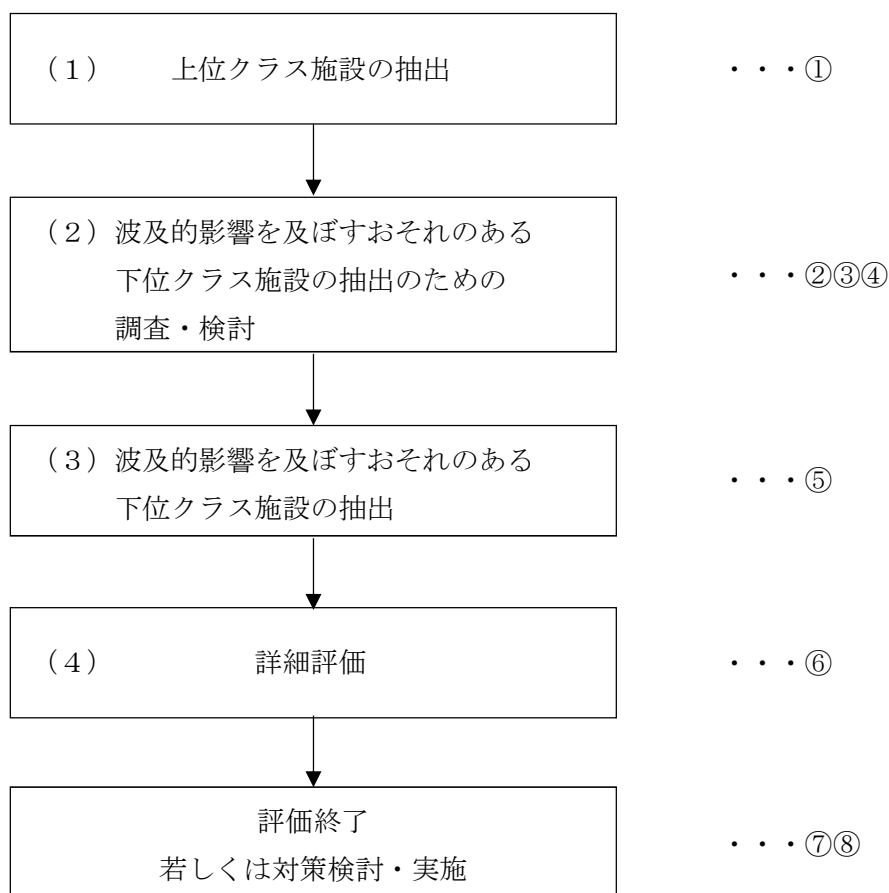 （１）　　上位クラス施設の抽出　　・・・①
（２）波及的影響を及ぼすおそれのある
下位クラス施設の抽出のための　　・・・②③④
調査・検討
（３）波及的影響を及ぼすおそれのある
下位クラス施設の抽出　　・・・⑤
（４）　　詳細評価　　・・・⑥
評価終了
若しくは対策検討・実施　　・・・⑦⑧